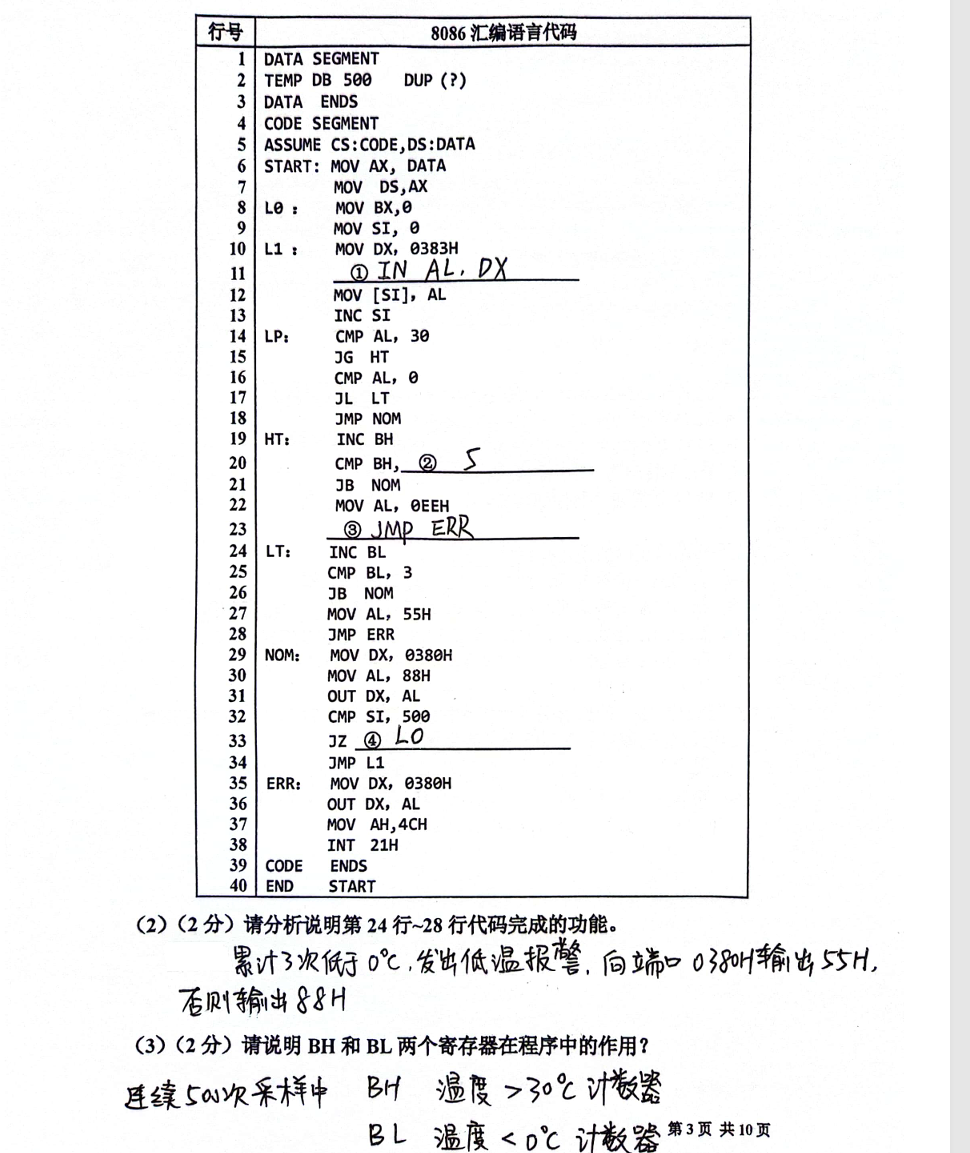 行号 8086 汇编语言代码
1 DATA SEGMENT
2 TEMP DB 500 DUP (?)
3 DATA ENDS
4 CODE SEGMENT
5 ASSUME CS:CODE,DS:DATA
6 START: MOV AX, DATA
7 MOV DS,AX
8 L0 : MOV BX,0
9 MOV SI, 0
10 L1 : MOV DX, 0383H
11 ① IN AL, DX
12 MOV [SI], AL
13 INC SI
14 LP: CMP AL, 30
15 JG HT
16 CMP AL, 0
17 JL LT
18 JMP NOM
19 HT: INC BH
20 CMP BH, ② 5
21 JB NOM
22 MOV AL, 0EEH
23 ③ JMP ERR
24 LT: INC BL
25 CMP BL, 3
26 JB NOM
27 MOV AL, 55H
28 JMP ERR
29 NOM: MOV DX, 0380H
30 MOV AL, 88H
31 OUT DX, AL
32 CMP SI, 500
33 JZ ④ L0
34 JMP L1
35 ERR: MOV DX, 0380H
36 OUT DX, AL
37 MOV AH,4CH
38 INT 21H
39 CODE ENDS
40 END START
（2）（2 分）请分析说明第 24 行~28 行代码完成的功能。
累计3次低于0℃,发出低温报警,向端口0380H输出55H,
否则输出88H
（3）（2 分）请说明 BH 和 BL 两个寄存器在程序中的作用？
连续500次采样中 BH 温度>30℃计数器
BL 温度<0℃计数器
第 3 页 共 10 页